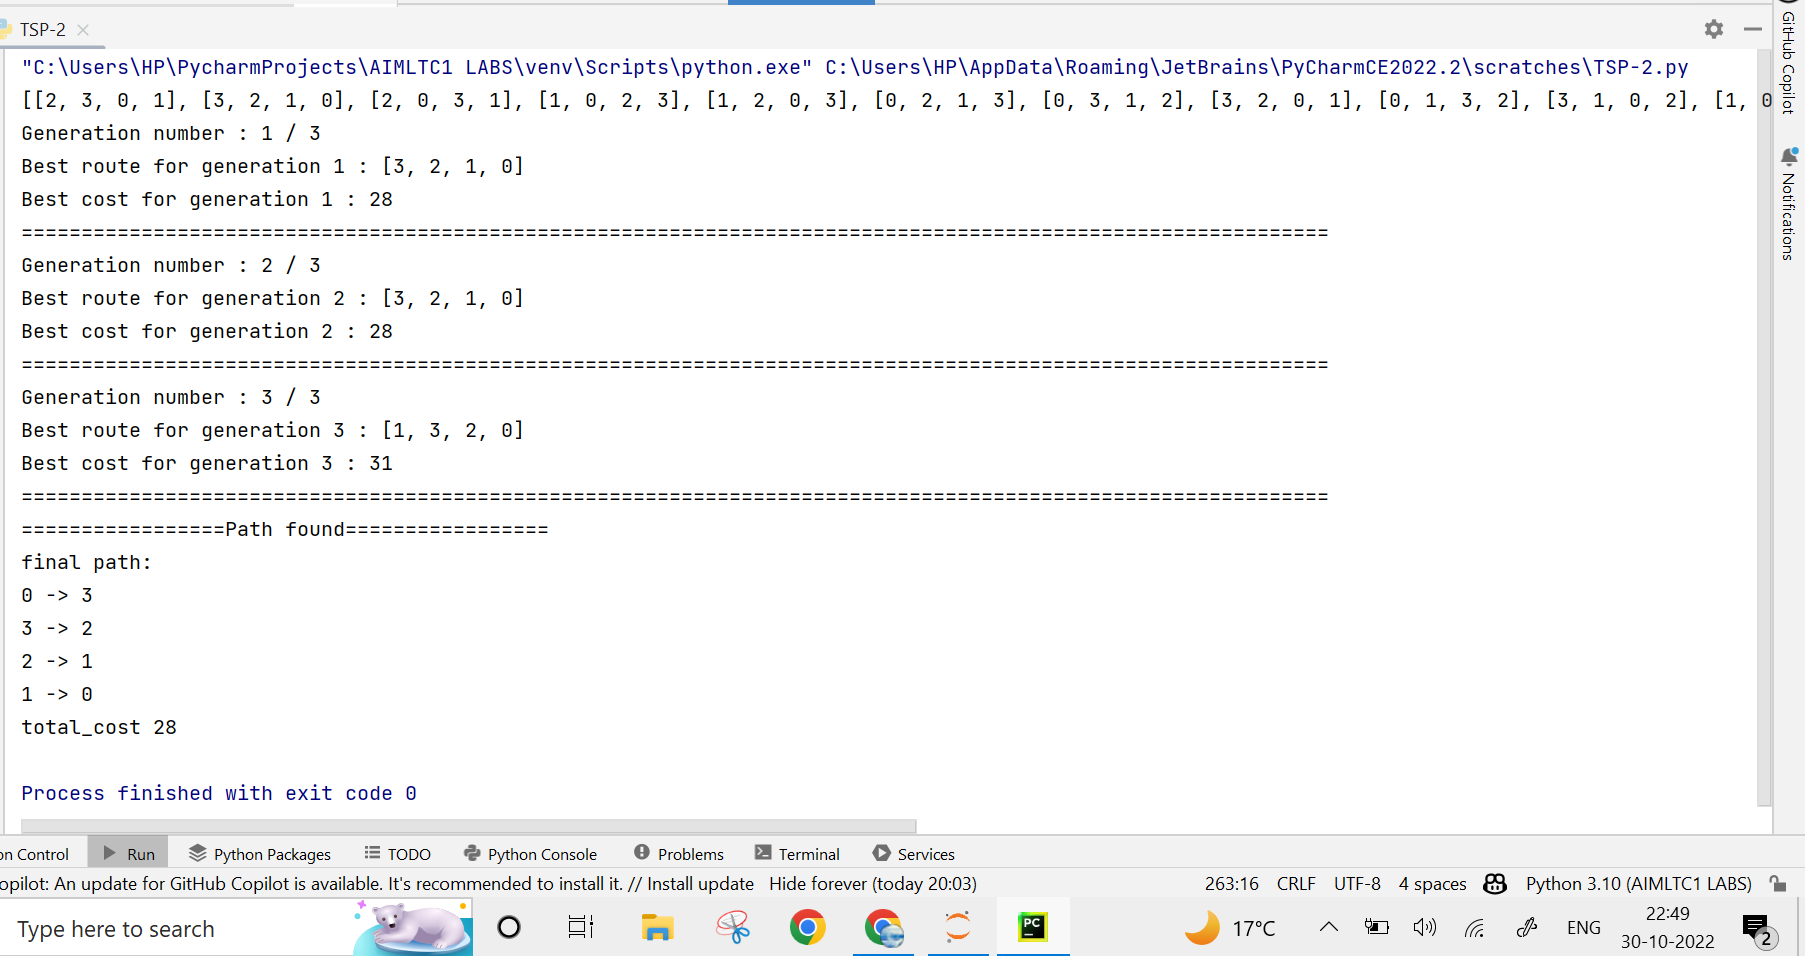 TSP-2
"C:\Users\HP\PycharmProjects\AIMLTC1 LABS\venv\Scripts\python.exe" C:\Users\HP\AppData\Roaming\JetBrains\PyCharmCE2022.2\scratches\TSP-2.py
[[2, 3, 0, 1], [3, 2, 1, 0], [2, 0, 3, 1], [1, 0, 2, 3], [1, 2, 0, 3], [0, 2, 1, 3], [0, 3, 1, 2], [3, 2, 0, 1], [0, 1, 3, 2], [3, 1, 0, 2], [1, 0
Generation number : 1 / 3
Best route for generation 1 : [3, 2, 1, 0]
Best cost for generation 1 : 28
=============================================================================================================
Generation number : 2 / 3
Best route for generation 2 : [3, 2, 1, 0]
Best cost for generation 2 : 28
=============================================================================================================
Generation number : 3 / 3
Best route for generation 3 : [1, 3, 2, 0]
Best cost for generation 3 : 31
=============================================================================================================
=================Path found=================
final path:
0 -> 3
3 -> 2
2 -> 1
1 -> 0
total_cost 28
Process finished with exit code 0
GitHub Copilot
Notifications
on Control Run Python Packages TODO Python Console Problems Terminal Services
opilot: An update for GitHub Copilot is available. It's recommended to install it. // Install update Hide forever (today 20:03) 263:16 CRLF UTF-8 4 spaces Python 3.10 (AIMLTC1 LABS)
Type here to search PC 17°C ENG 22:49
30-10-2022 2